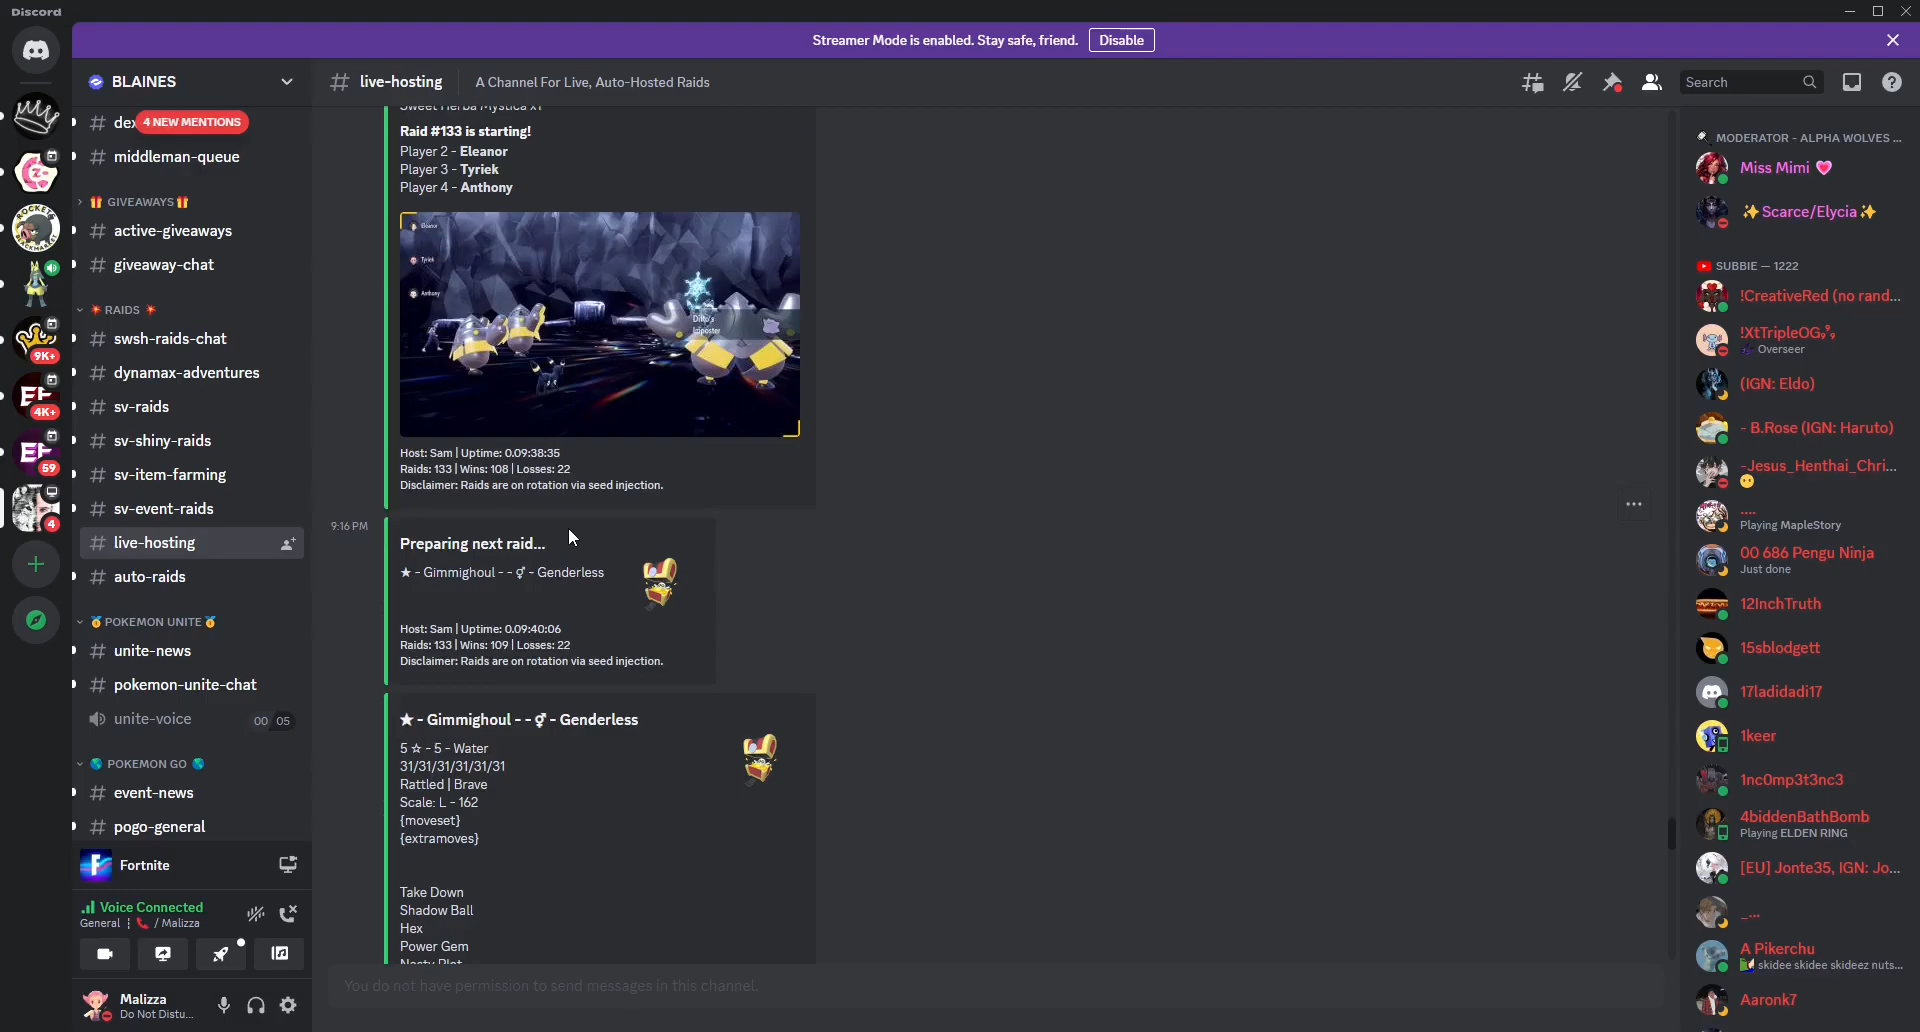 Discord
Streamer Mode is enabled. Stay safe, friend. Disable
BLAINES
# live-hosting
A Channel For Live, Auto-Hosted Raids
Search
4 NEW MENTIONS
# middleman-queue
GIVEAWAYS
# active-giveaways
# giveaway-chat
RAIDS
# swsh-raids-chat
# dynamax-adventures
# sv-raids
# sv-shiny-raids
# sv-item-farming
# sv-event-raids
# live-hosting
# auto-raids
POKEMON UNITE
# unite-news
# pokemon-unite-chat
unite-voice 00 05
POKEMON GO
# event-news
# pogo-general
Fortnite
Voice Connected
General / Malizza
Malizza
Do Not Distu...
ROCKETS
BLACKMARKET
9K+
4K+
59
4
Raid #133 is starting!
Player 2 - Eleanor
Player 3 - Tyriek
Player 4 - Anthony
Eleanor
Tyriek
Anthony
Ditto's
Imposter
Host: Sam | Uptime: 0.09:38:35
Raids: 133 | Wins: 108 | Losses: 22
Disclaimer: Raids are on rotation via seed injection.
9:16 PM
Preparing next raid...
★ - Gimmighoul - - ⚥ - Genderless
Host: Sam | Uptime: 0.09:40:06
Raids: 133 | Wins: 109 | Losses: 22
Disclaimer: Raids are on rotation via seed injection.
★ - Gimmighoul - - ⚥ - Genderless
5 ☆ - 5 - Water
31/31/31/31/31/31
Rattled | Brave
Scale: L - 162
{moveset}
{extramoves}
Take Down
Shadow Ball
Hex
Power Gem
Nasty Plot
You do not have permission to send messages in this channel.
MODERATOR - ALPHA WOLVES ...
Miss Mimi
✨Scarce/Elycia✨
SUBBIE — 1222
!CreativeRed (no rand...
!XtTripleOG
Overseer
(IGN: Eldo)
- B.Rose (IGN: Haruto)
-Jesus_Henthai_Chri...
....
Playing MapleStory
00 686 Pengu Ninja
Just done
12InchTruth
15sblodgett
17ladidadi17
1keer
1nc0mp3t3nc3
4biddenBathBomb
Playing ELDEN RING
[EU] Jonte35, IGN: Jo...
_...
A Pikerchu
skidee skidee skideez nuts...
Aaronk7